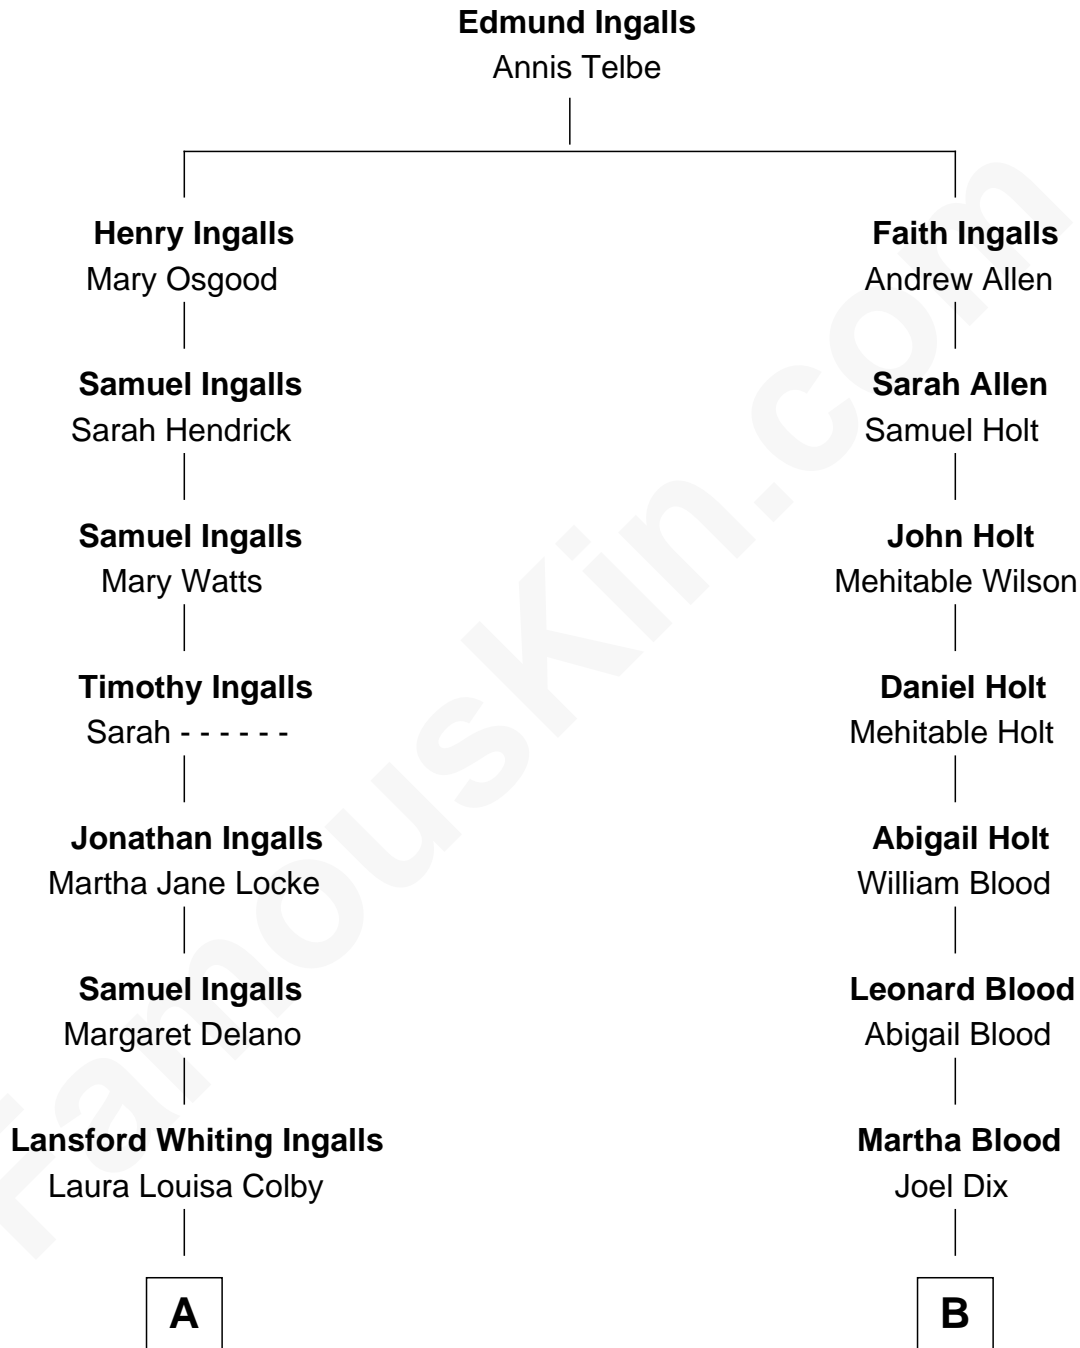 Edmund Ingalls
Annis Telbe
Henry Ingalls
Mary Osgood
Faith Ingalls
Andrew Allen
Samuel Ingalls
Sarah Hendrick
Sarah Allen
Samuel Holt
Samuel Ingalls
Mary Watts
John Holt
Mehitable Wilson
Timothy Ingalls
Sarah - - - - - -
Daniel Holt
Mehitable Holt
Jonathan Ingalls
Martha Jane Locke
Abigail Holt
William Blood
Samuel Ingalls
Margaret Delano
Leonard Blood
Abigail Blood
Lansford Whiting Ingalls
Laura Louisa Colby
Martha Blood
Joel Dix
A
B
FamousKin.com